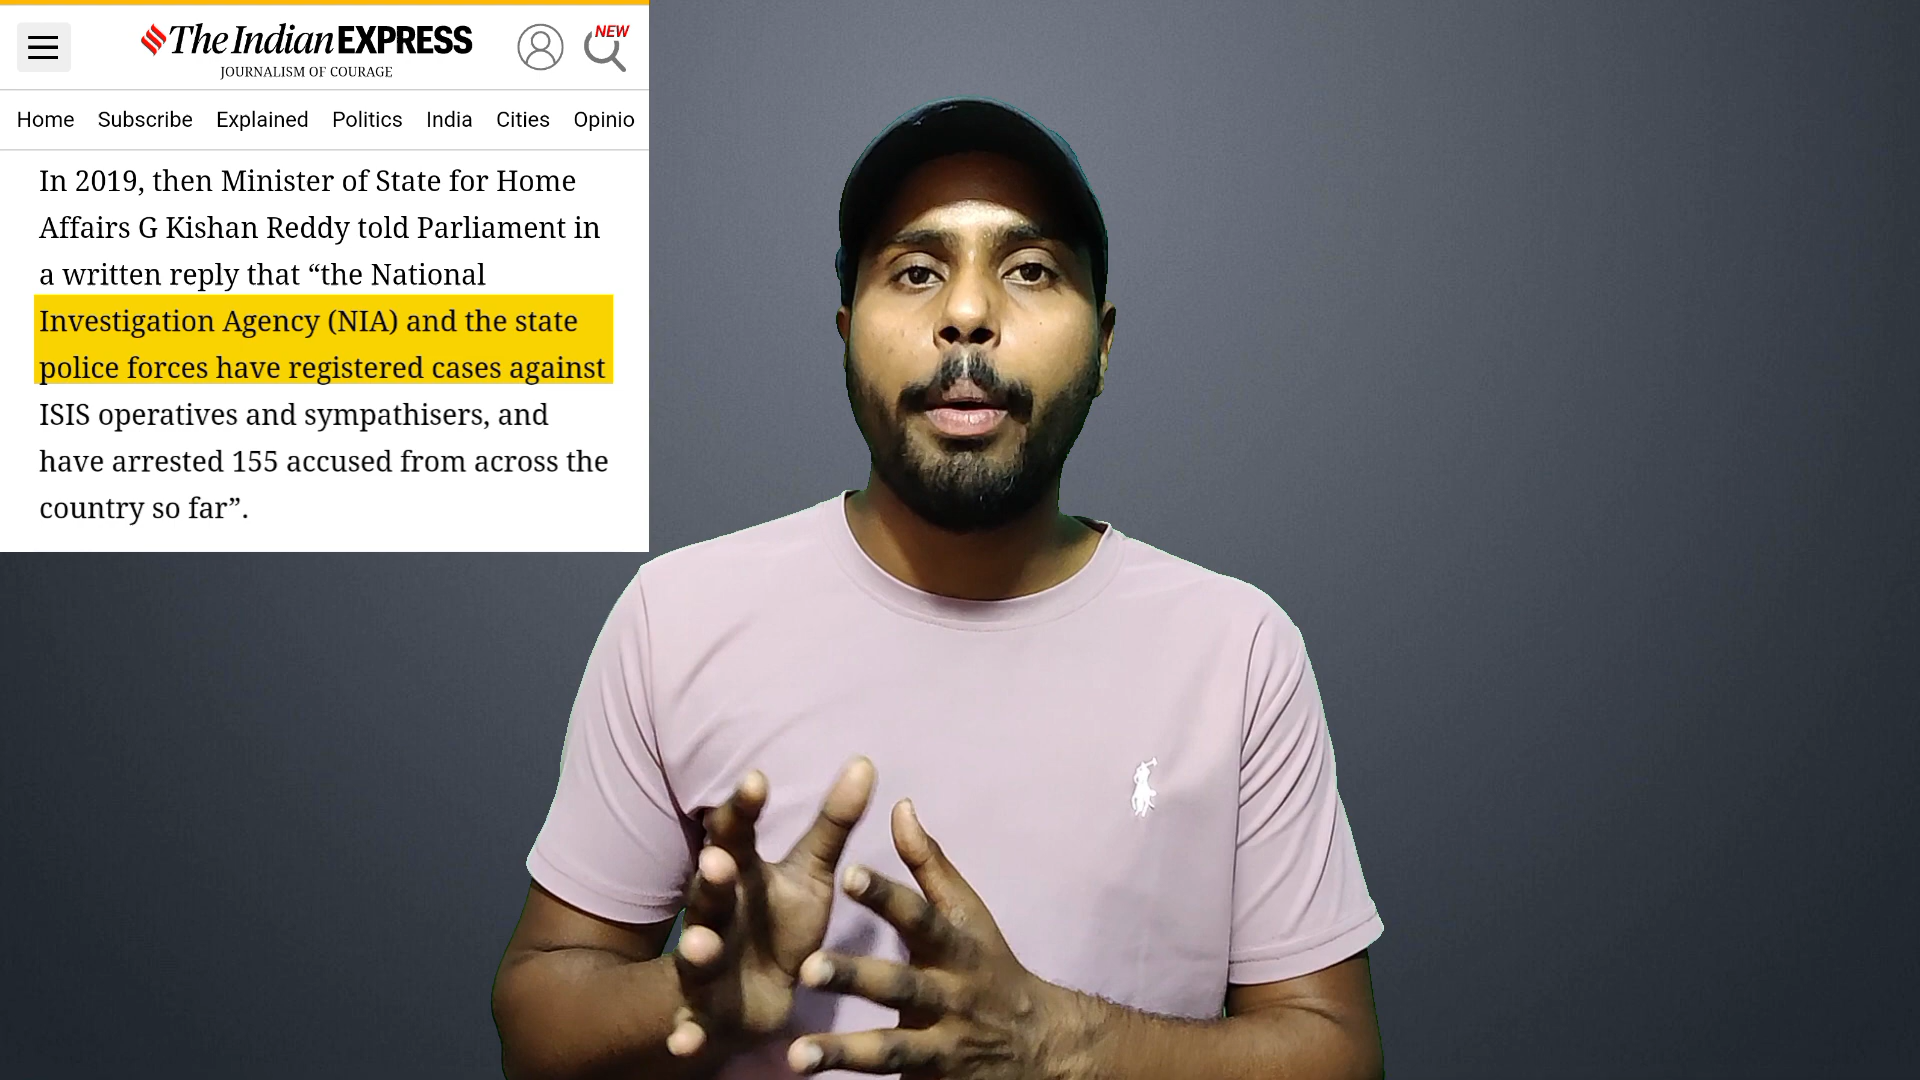 The Indian EXPRESS
JOURNALISM OF COURAGE
NEW
Home Subscribe Explained Politics India Cities Opinio
In 2019, then Minister of State for Home
Affairs G Kishan Reddy told Parliament in
a written reply that “the National
Investigation Agency (NIA) and the state
police forces have registered cases against
ISIS operatives and sympathisers, and
have arrested 155 accused from across the
country so far”.